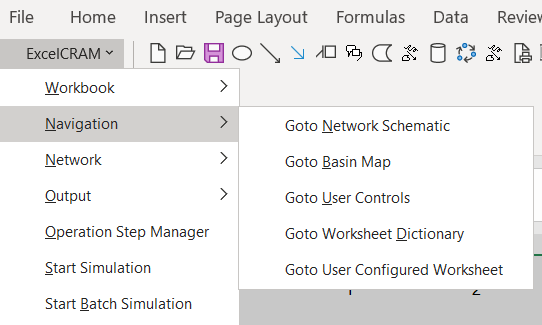 File Home Insert Page Layout Formulas Data Review
ExcelCRAM
Workbook
Navigation
Network
Output
Operation Step Manager
Start Simulation
Start Batch Simulation
Goto Network Schematic
Goto Basin Map
Goto User Controls
Goto Worksheet Dictionary
Goto User Configured Worksheet
2